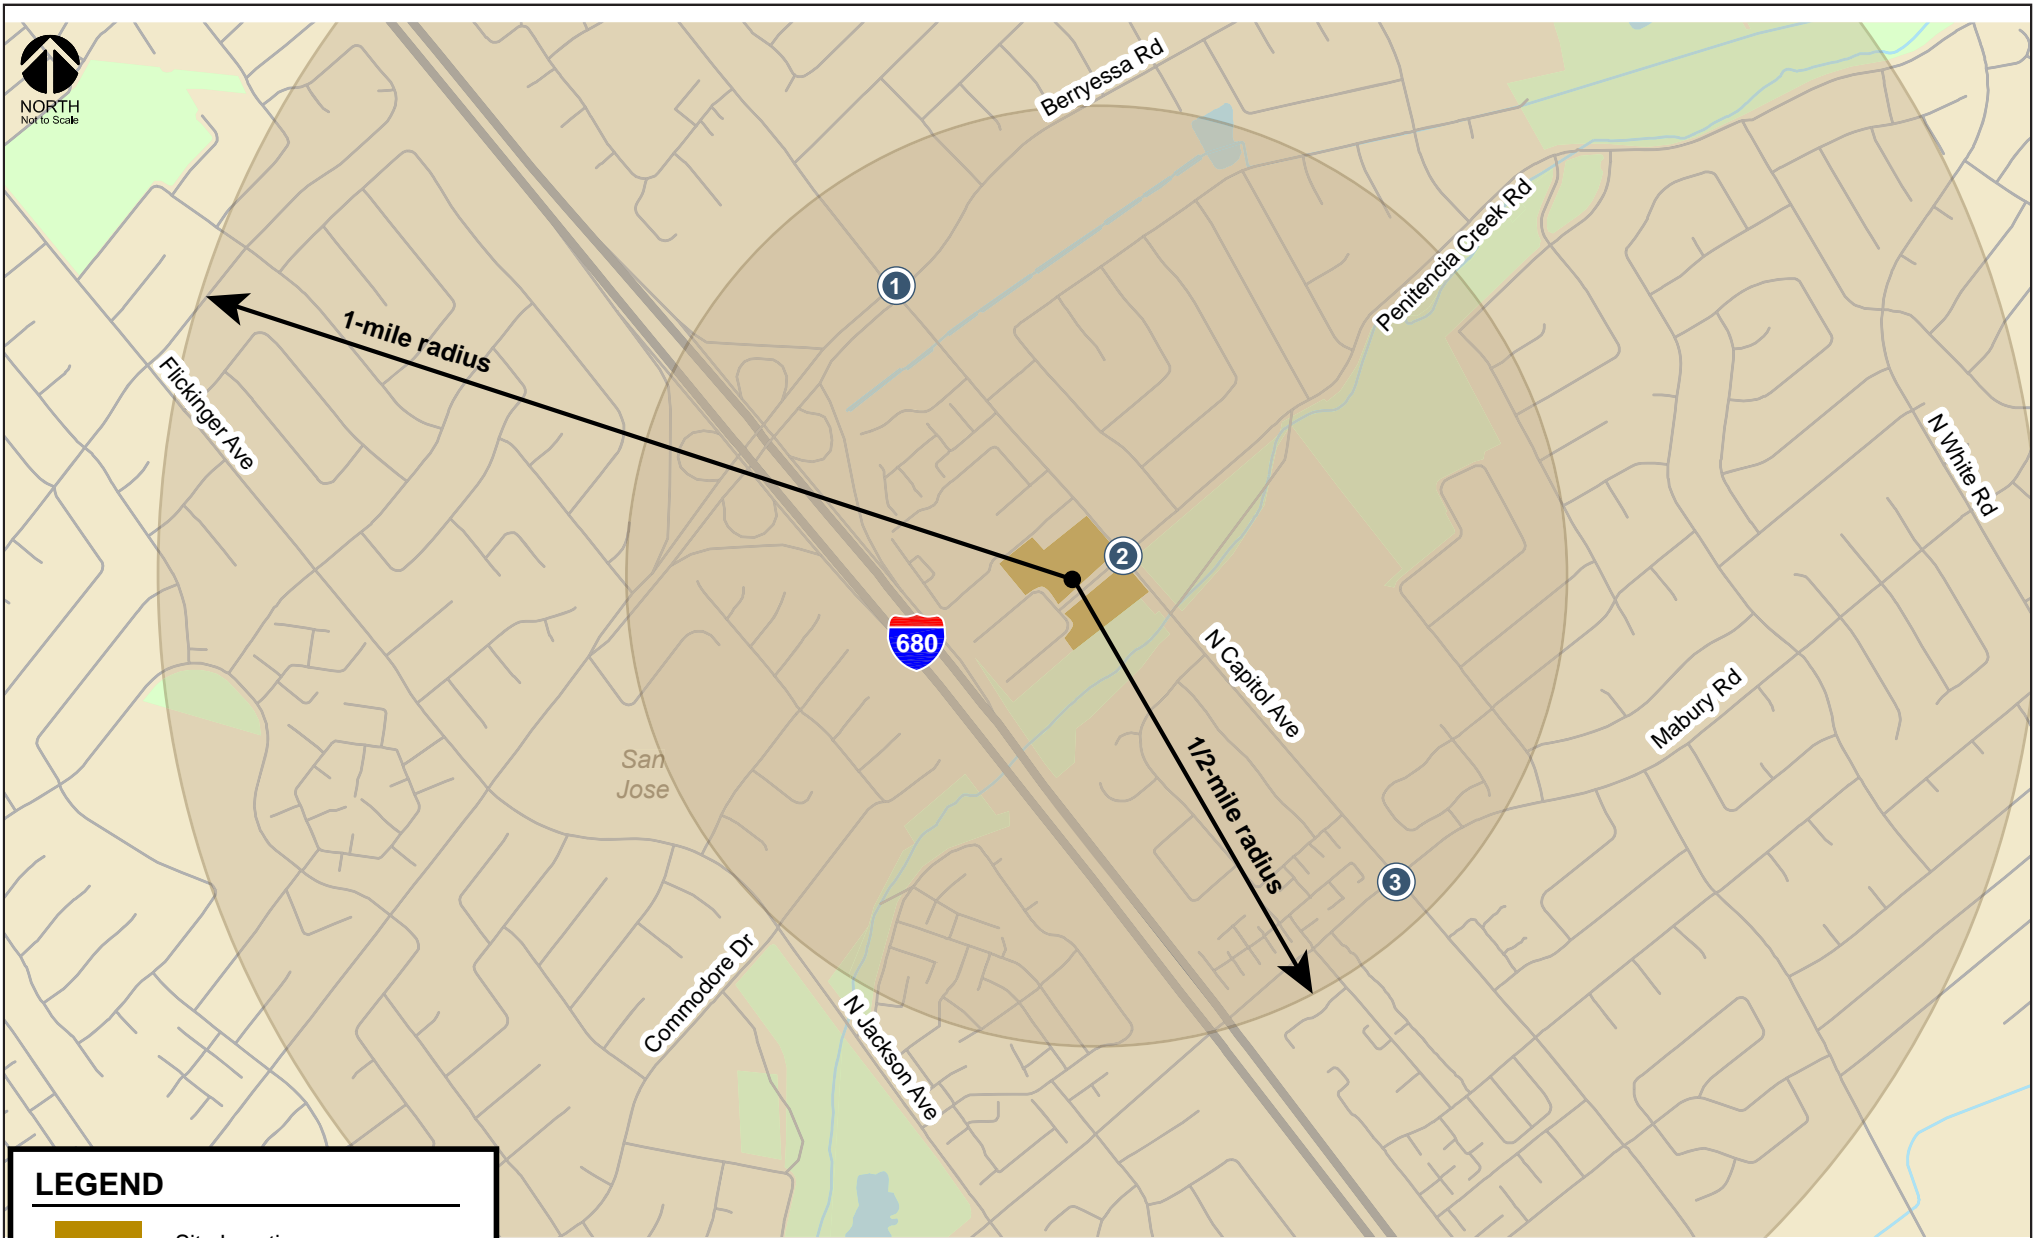 NORTH
Not to Scale
Berryessa Rd
Penitencia Creek Rd
1
1-mile radius
Flickinger Ave
N White Rd
2
680
N Capitol Ave
Mabury Rd
San
Jose
1/2-mile radius
3
Commodore Dr
N Jackson Ave
LEGEND